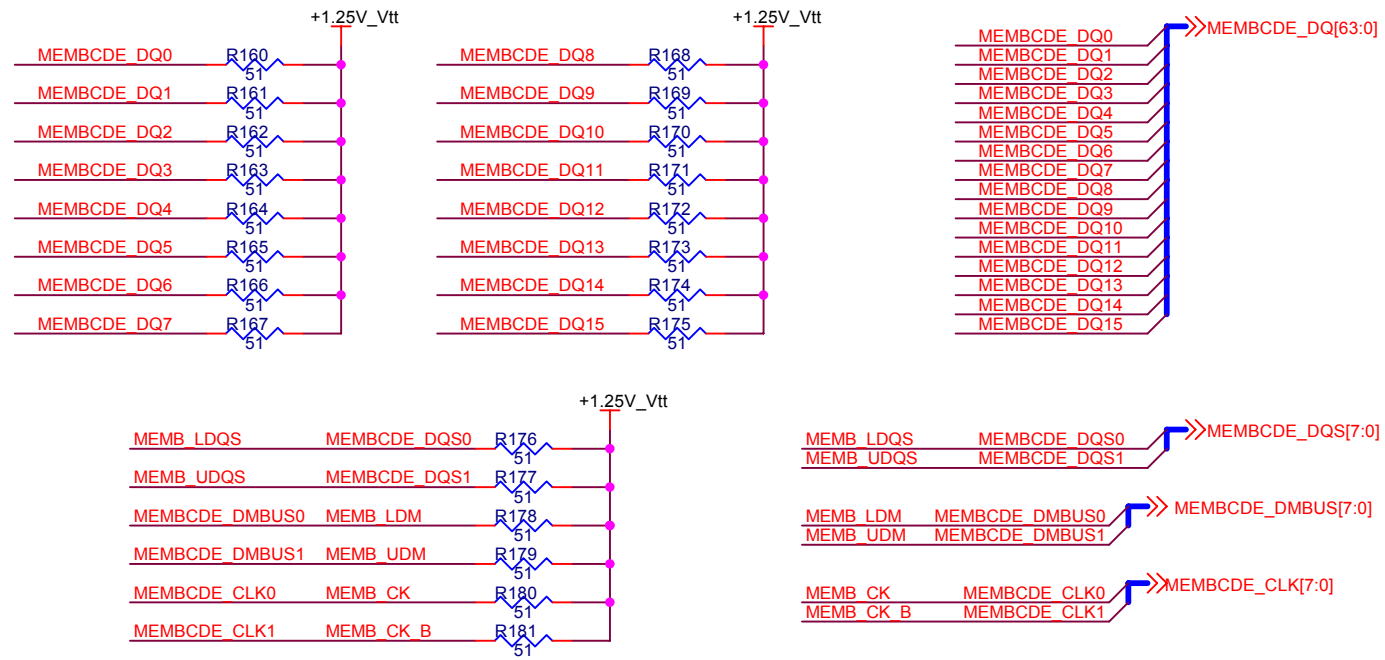 +1.25V_Vtt
MEMBCDE_DQ0 R160 51
MEMBCDE_DQ1 R161 51
MEMBCDE_DQ2 R162 51
MEMBCDE_DQ3 R163 51
MEMBCDE_DQ4 R164 51
MEMBCDE_DQ5 R165 51
MEMBCDE_DQ6 R166 51
MEMBCDE_DQ7 R167 51
+1.25V_Vtt
MEMBCDE_DQ8 R168 51
MEMBCDE_DQ9 R169 51
MEMBCDE_DQ10 R170 51
MEMBCDE_DQ11 R171 51
MEMBCDE_DQ12 R172 51
MEMBCDE_DQ13 R173 51
MEMBCDE_DQ14 R174 51
MEMBCDE_DQ15 R175 51
MEMBCDE_DQ[63:0]
MEMBCDE_DQ0
MEMBCDE_DQ1
MEMBCDE_DQ2
MEMBCDE_DQ3
MEMBCDE_DQ4
MEMBCDE_DQ5
MEMBCDE_DQ6
MEMBCDE_DQ7
MEMBCDE_DQ8
MEMBCDE_DQ9
MEMBCDE_DQ10
MEMBCDE_DQ11
MEMBCDE_DQ12
MEMBCDE_DQ13
MEMBCDE_DQ14
MEMBCDE_DQ15
+1.25V_Vtt
MEMB_LDQS MEMBCDE_DQS0 R176 51
MEMB_UDQS MEMBCDE_DQS1 R177 51
MEMBCDE_DMBUS0 MEMB_LDM R178 51
MEMBCDE_DMBUS1 MEMB_UDM R179 51
MEMBCDE_CLK0 MEMB_CK R180 51
MEMBCDE_CLK1 MEMB_CK_B R181 51
MEMB_LDQS MEMBCDE_DQS0 MEMBCDE_DQS[7:0]
MEMB_UDQS MEMBCDE_DQS1
MEMBCDE_DMBUS[7:0]
MEMB_LDM MEMBCDE_DMBUS0
MEMB_UDM MEMBCDE_DMBUS1
MEMBCDE_CLK[7:0]
MEMB_CK MEMBCDE_CLK0
MEMB_CK_B MEMBCDE_CLK1